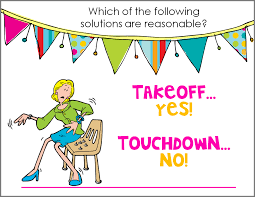 Which of the following
solutions are reasonable?
TAKEOFF...
YES!
TOUCHDOWN...
NO!